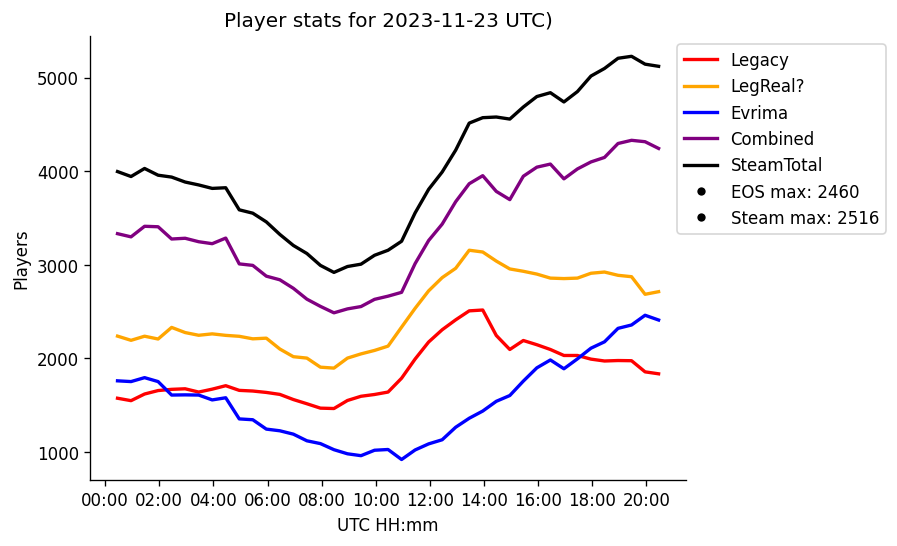 Player stats for 2023-11-23 UTC)
Players
5000
4000
3000
2000
1000
00:00 02:00 04:00 06:00 08:00 10:00 12:00 14:00 16:00 18:00 20:00
UTC HH:mm
Legacy
LegReal?
Evrima
Combined
SteamTotal
EOS max: 2460
Steam max: 2516